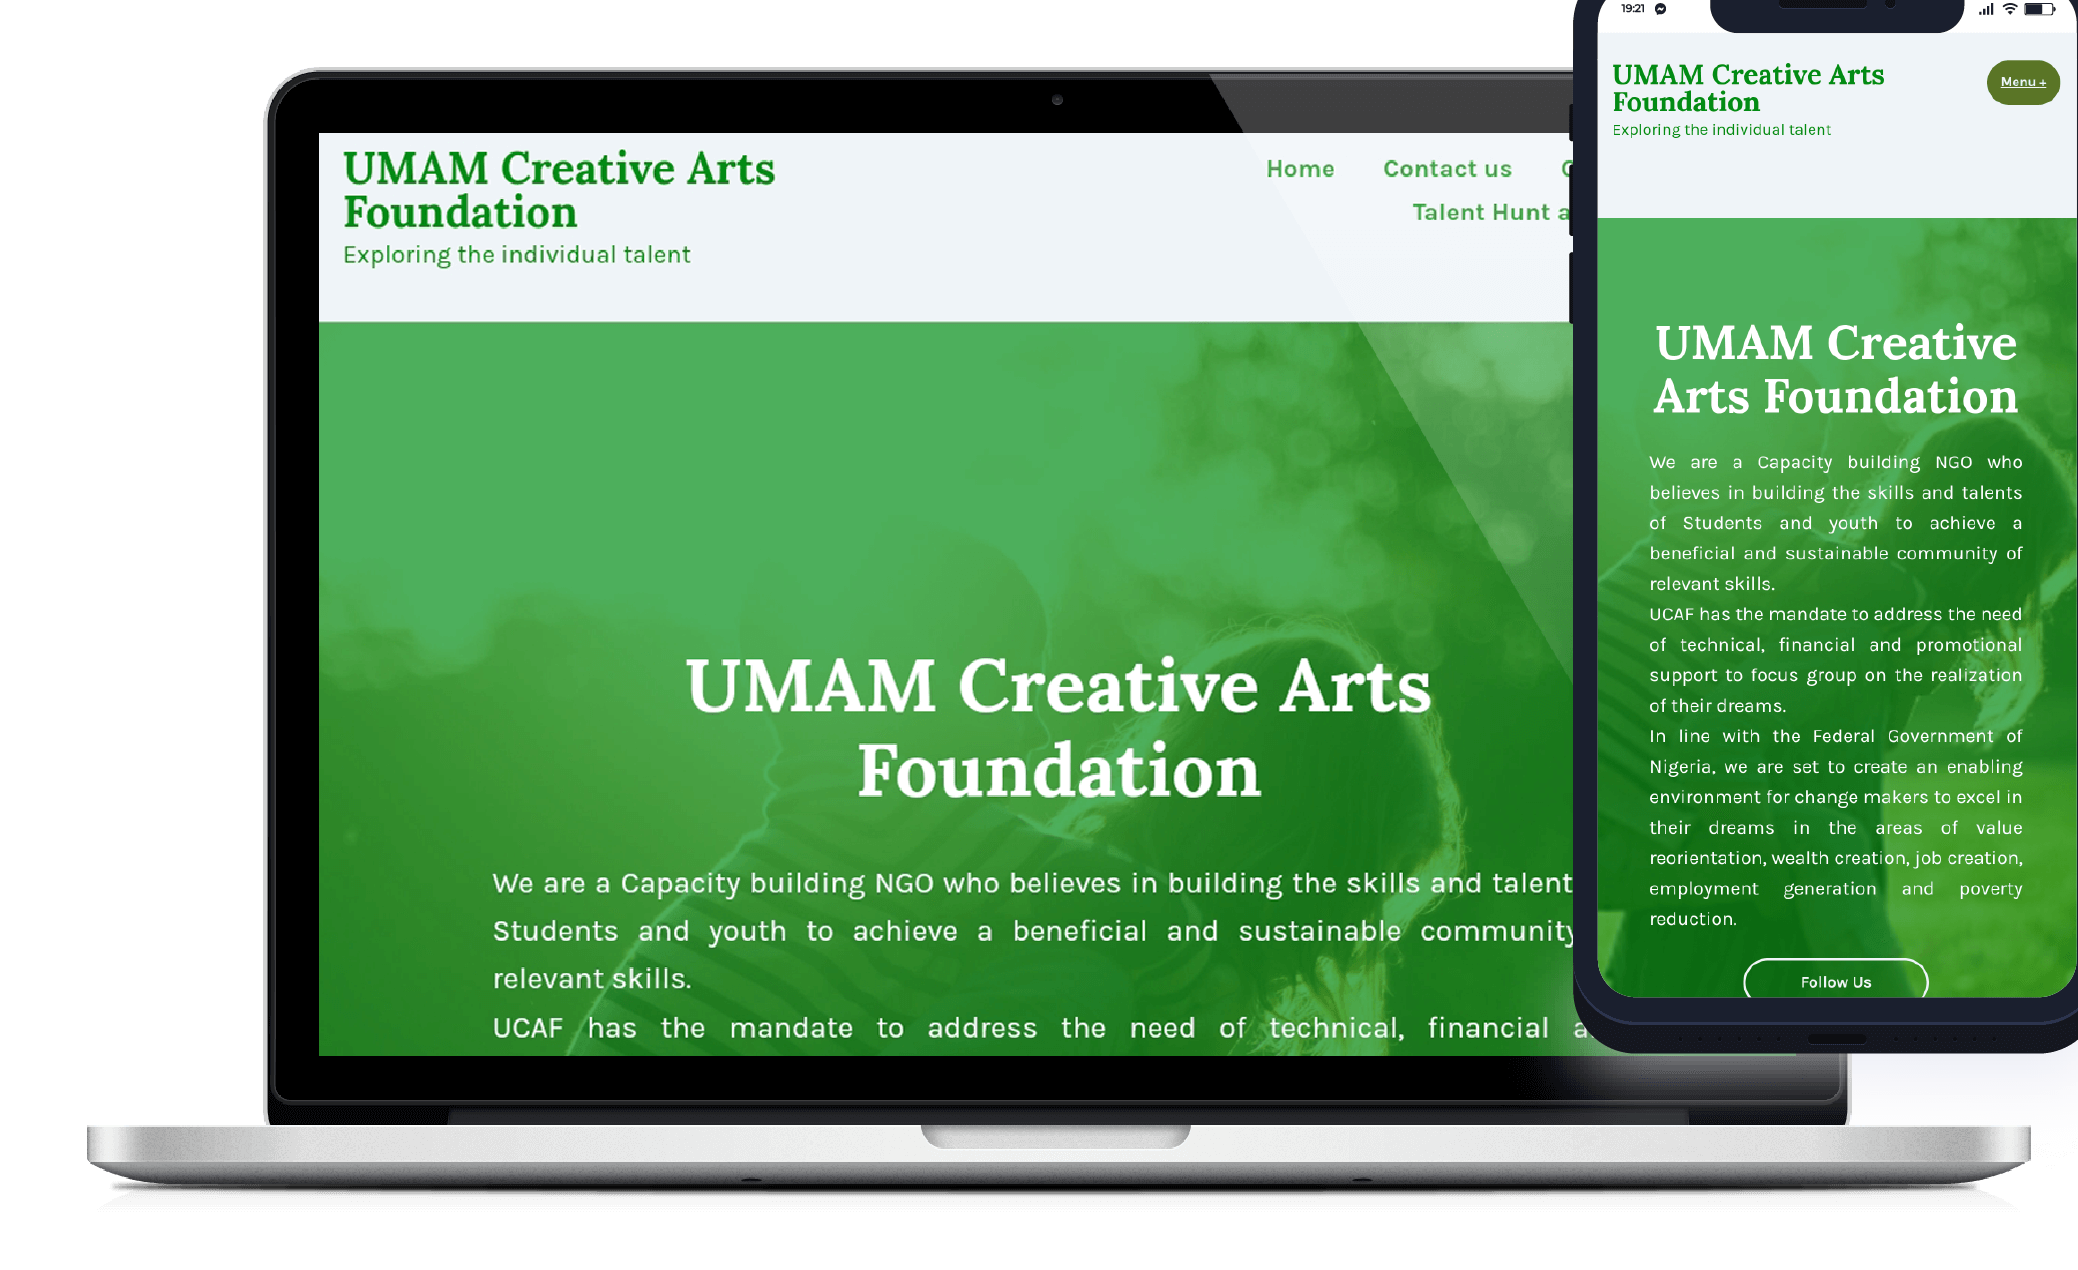 UMAM Creative Arts
Foundation
Exploring the individual talent
Home Contact us
Talent Hunt
UMAM Creative Arts
Foundation
We are a Capacity building NGO who believes in building the skills and talent
Students and youth to achieve a beneficial and sustainable community
relevant skills.
UCAF has the mandate to address the need of technical, financial
19:21
UMAM Creative Arts
Foundation
Exploring the individual talent
Menu +
UMAM Creative
Arts Foundation
We are a Capacity building NGO who
believes in building the skills and talents
of Students and youth to achieve a
beneficial and sustainable community of
relevant skills.
UCAF has the mandate to address the need
of technical, financial and promotional
support to focus group on the realization
of their dreams.
In line with the Federal Government of
Nigeria, we are set to create an enabling
environment for change makers to excel in
their dreams in the areas of value
reorientation, wealth creation, job creation,
employment generation and poverty
reduction.
Follow Us